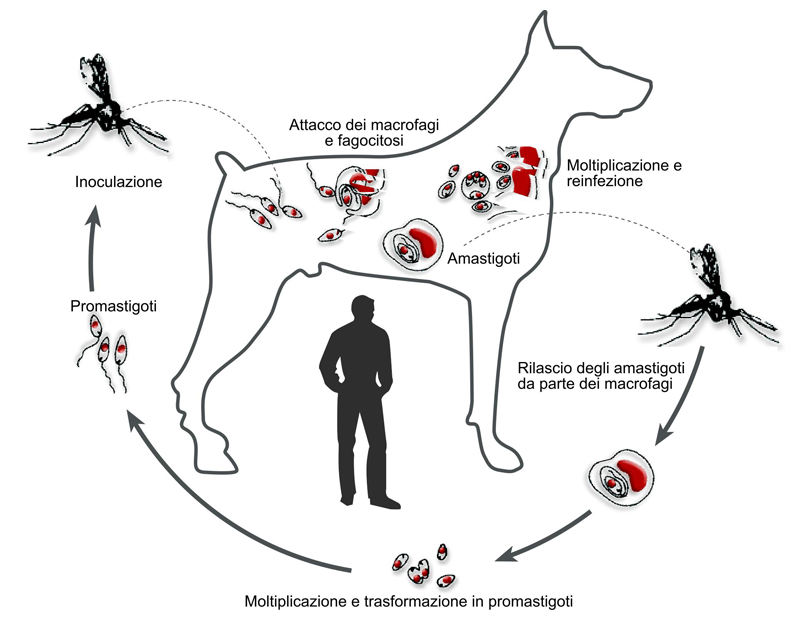 Attacco dei macrofagi
e fagocitosi
Moltiplicazione e
reinfezione
Inoculazione
Amastigoti
Promastigoti
Rilascio degli amastigoti
da parte dei macrofagi
Moltiplicazione e trasformazione in promastigoti